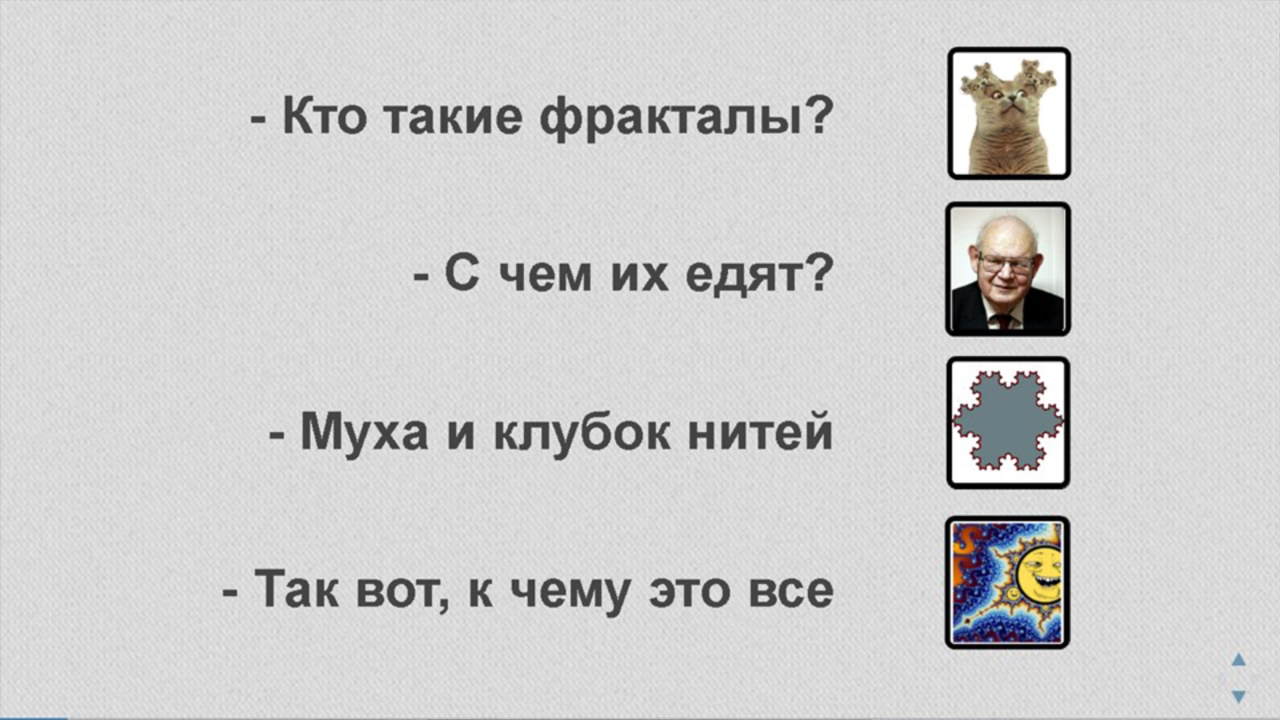 - Кто такие фракталы?
- С чем их едят?
- Муха и клубок нитей
- Так вот, к чему это все